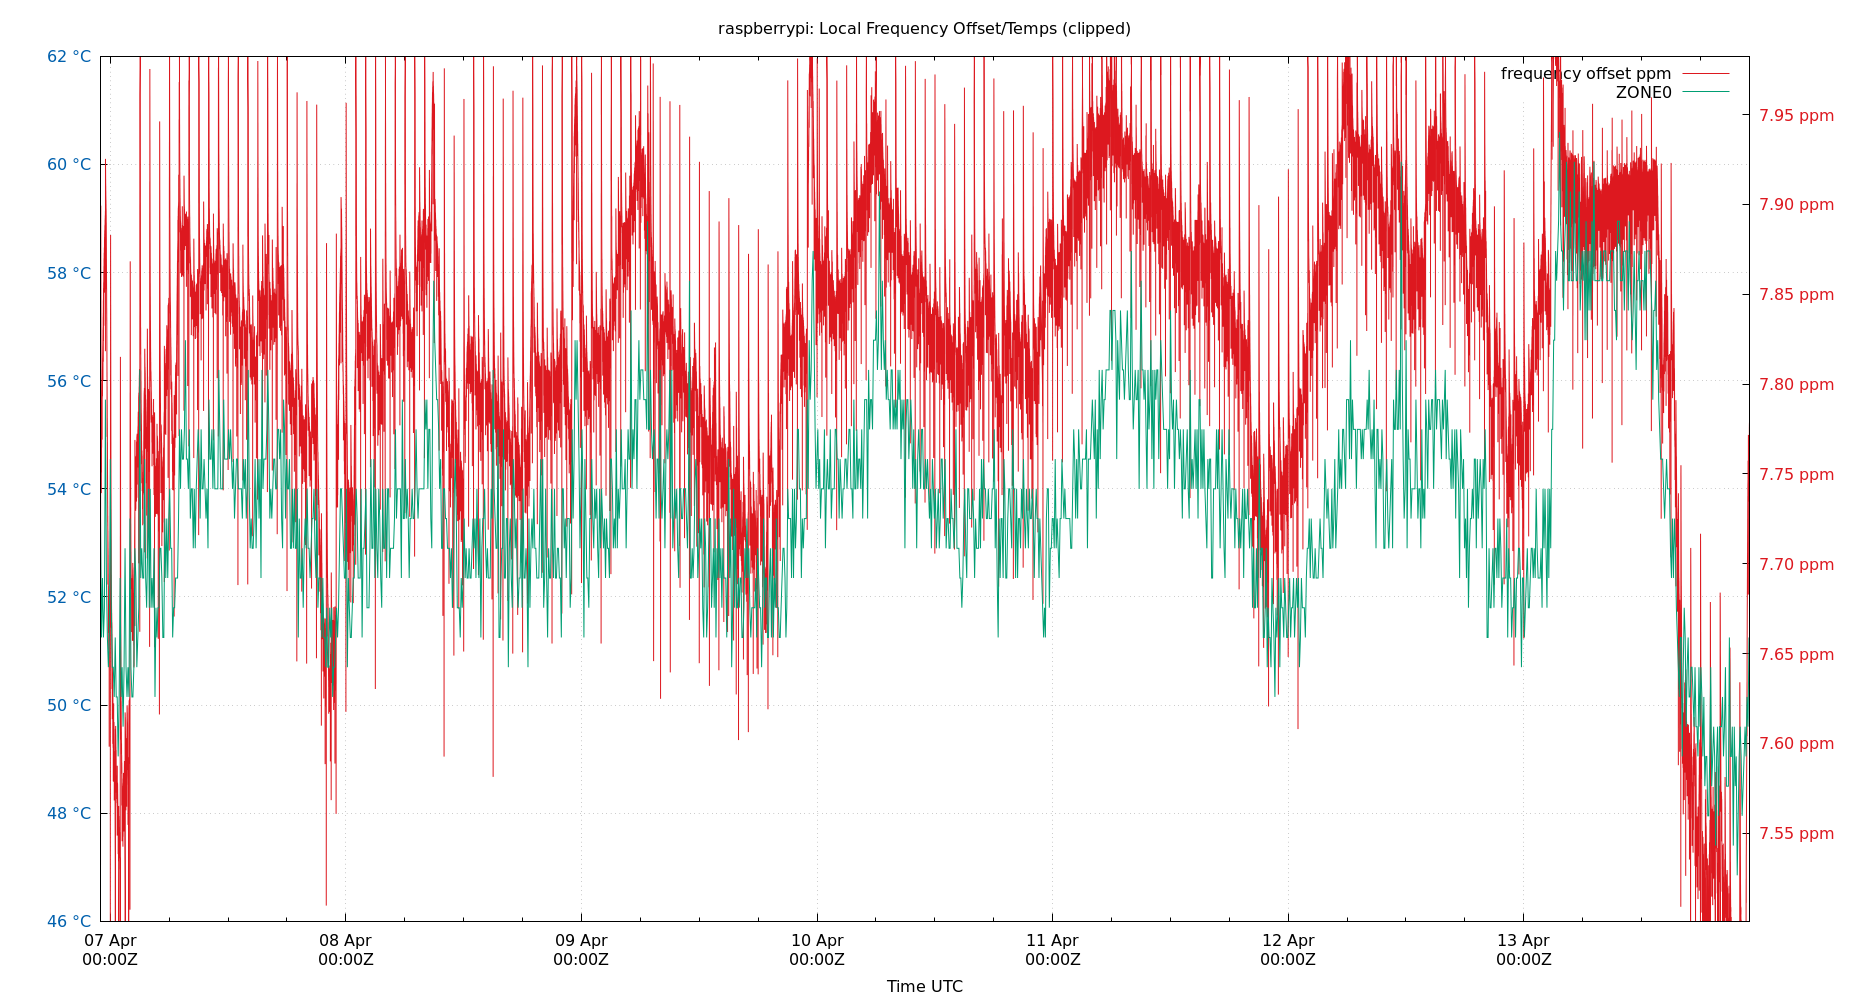 raspberrypi: Local Frequency Offset/Temps (clipped)
frequency offset ppm
ZONE0
62 °C
60 °C
58 °C
56 °C
54 °C
52 °C
50 °C
48 °C
46 °C
7.95 ppm
7.90 ppm
7.85 ppm
7.80 ppm
7.75 ppm
7.70 ppm
7.65 ppm
7.60 ppm
7.55 ppm
07 Apr
00:00Z
08 Apr
00:00Z
09 Apr
00:00Z
10 Apr
00:00Z
11 Apr
00:00Z
12 Apr
00:00Z
13 Apr
00:00Z
Time UTC